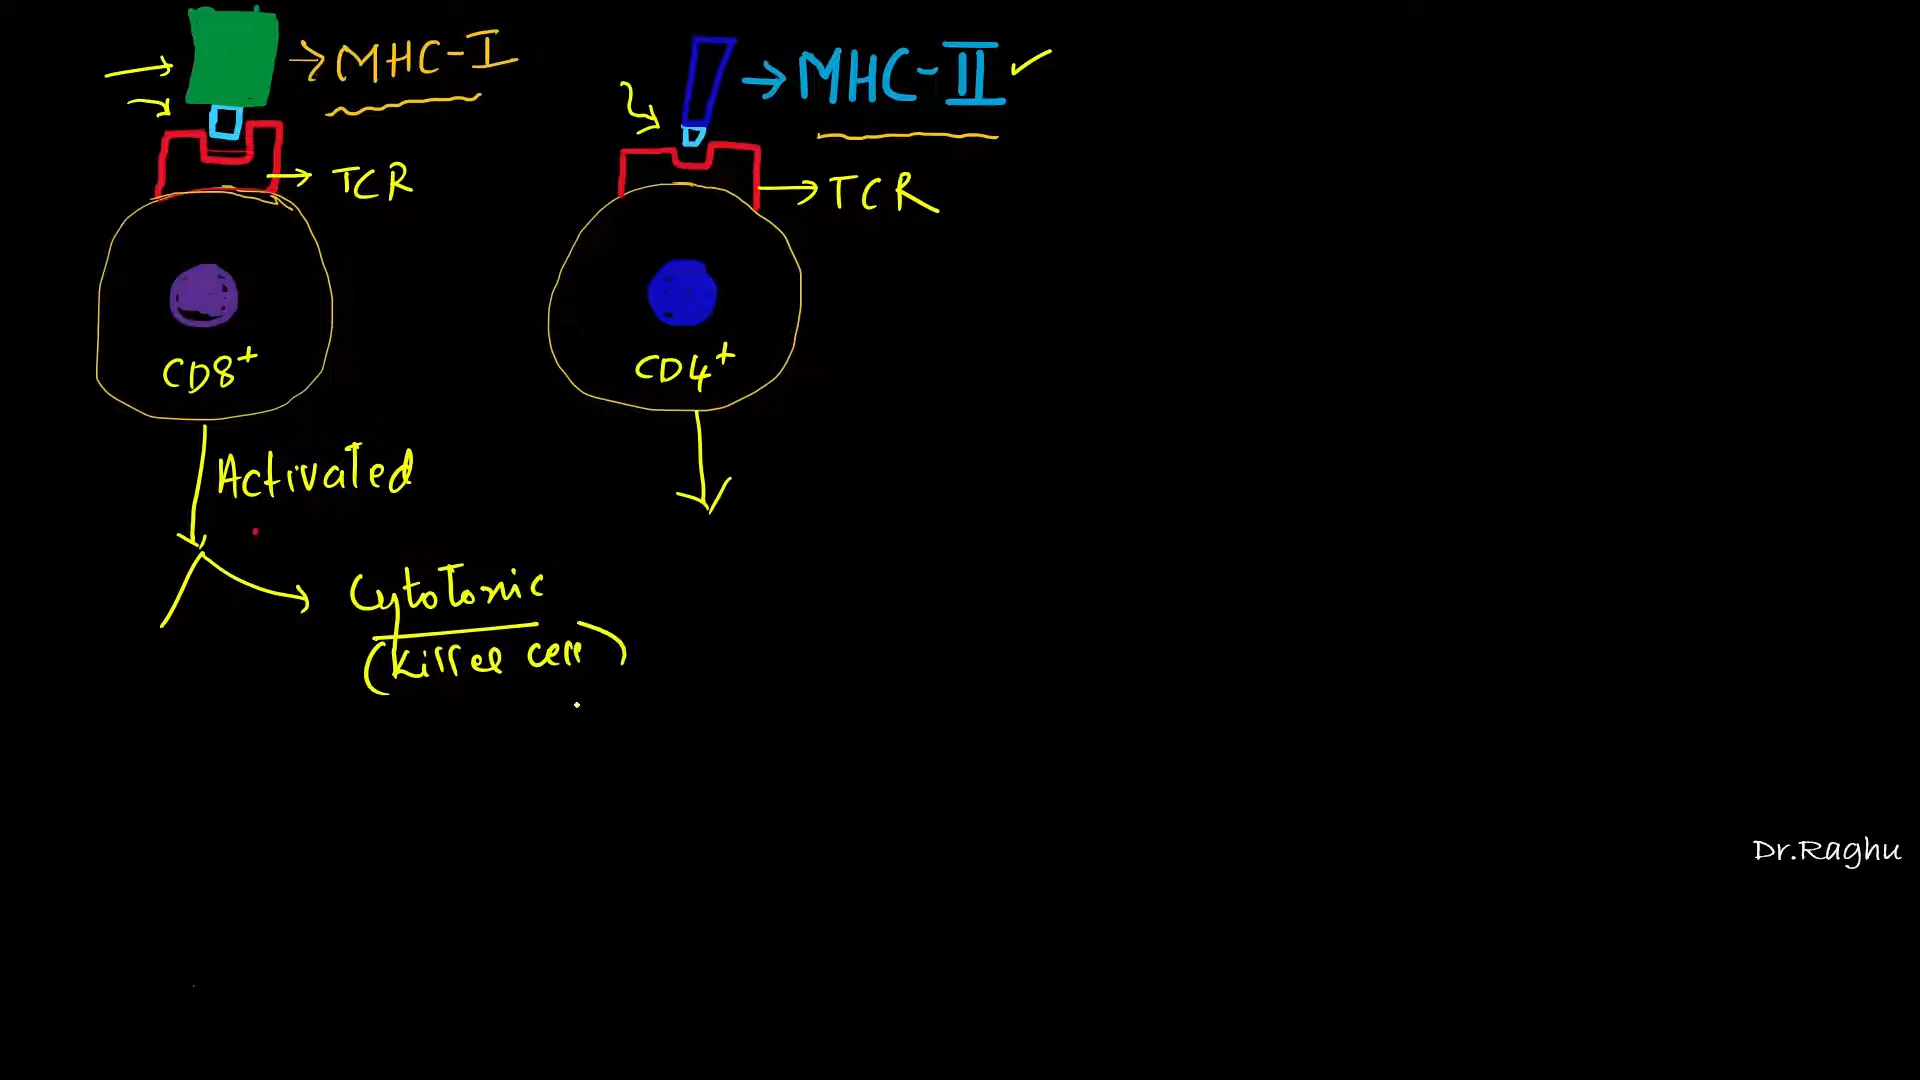 MHC-I
MHC-II
TCR
TCR
CD8+
CD4+
Activated
Cytotoxic
(Killer cell)
Dr.Raghu